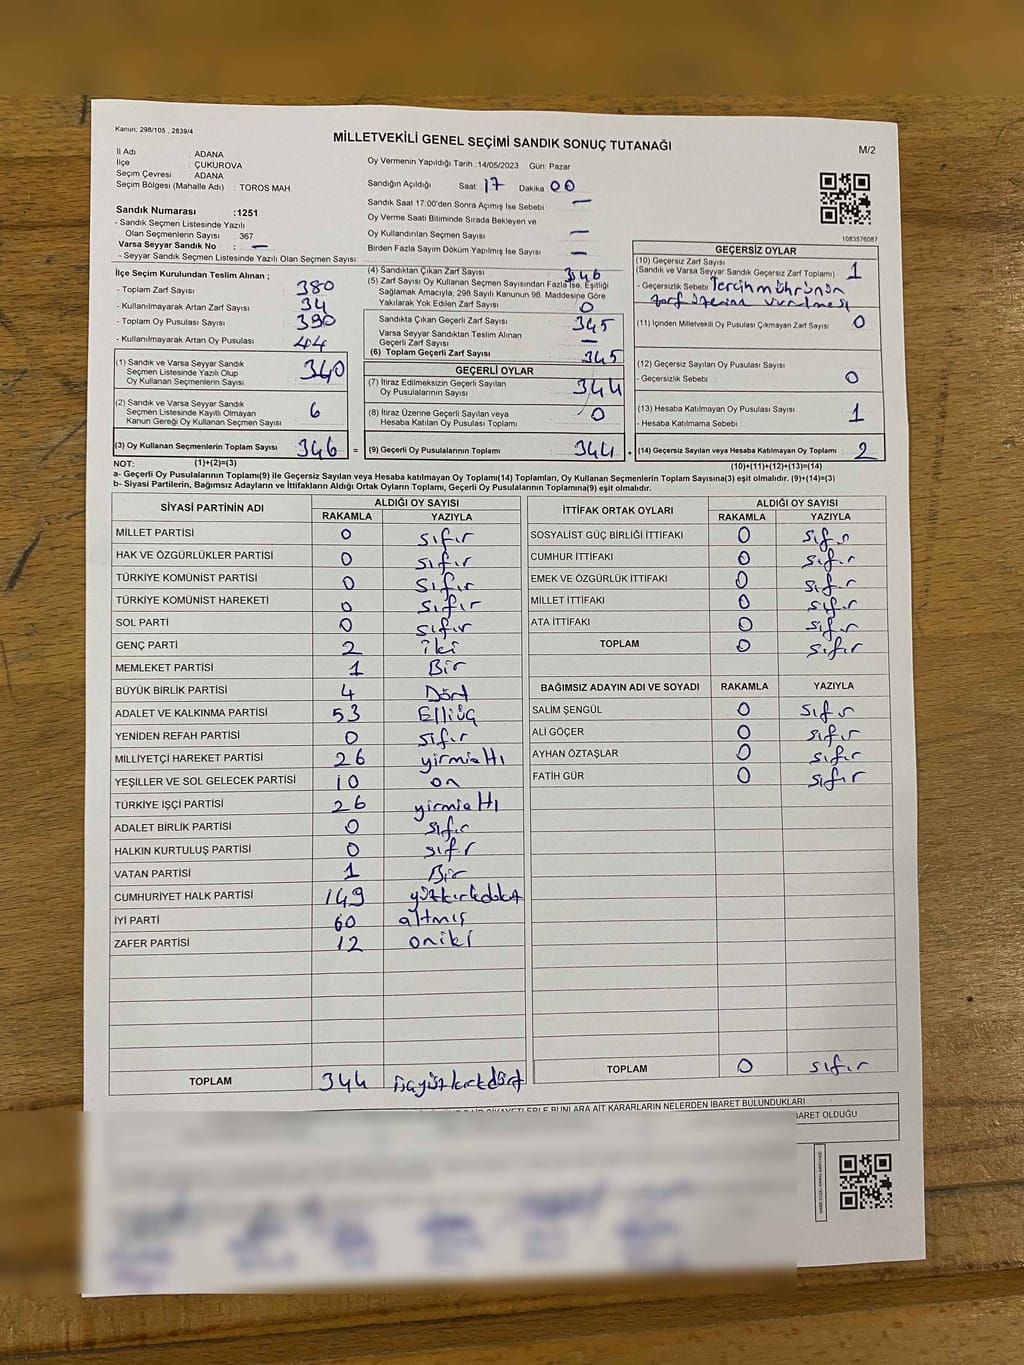 Kanun; 298/105 , 2839/4
MİLLETVEKİLİ GENEL SEÇİMİ SANDIK SONUÇ TUTANAĞI
M/2
İl Adı : ADANA
İlçe : ÇUKUROVA
Seçim Çevresi : ADANA
Seçim Bölgesi (Mahalle Adı) : TOROS MAH.
Sandık Numarası :1251
- Sandık Seçmen Listesinde Yazılı
Olan Seçmenlerin Sayısı : 367
Varsa Seyyar Sandık No : —
- Seyyar Sandık Seçmen Listesinde Yazılı Olan Seçmen Sayısı:
Oy Vermenin Yapıldığı Tarih :14/05/2023 Gün: Pazar
Sandığın Açıldığı Saat: 17 Dakika: 00
Sandık Saat 17:00'den Sonra Açılmış İse Sebebi : —
Oy Verme Saati Bitiminde Sırada Bekleyen ve
Oy Kullandırılan Seçmen Sayısı : —
Birden Fazla Sayım Döküm Yapılmış İse Sayısı : —
1083576087
İlçe Seçim Kurulundan Teslim Alınan ;
- Toplam Zarf Sayısı : 380
- Kullanılmayarak Artan Zarf Sayısı : 34
- Toplam Oy Pusulası Sayısı : 390
- Kullanılmayarak Artan Oy Pusulası : 44
(1) Sandık ve Varsa Seyyar Sandık
Seçmen Listesinde Yazılı Olup
Oy Kullanan Seçmenlerin Sayısı : 340
(2) Sandık ve Varsa Seyyar Sandık
Seçmen Listesinde Kayıtlı Olmayan
Kanun Gereği Oy Kullanan Seçmen Sayısı : 6
(3) Oy Kullanan Seçmenlerin Toplam Sayısı : 346 =
(4) Sandıktan Çıkan Zarf Sayısı : 346
(5) Zarf Sayısı Oy Kullanan Seçmen Sayısından Fazla İse, Eşitliği
Sağlamak Amacıyla, 298 Sayılı Kanunun 98. Maddesine Göre
Yakılarak Yok Edilen Zarf Sayısı : 0
Sandıkta Çıkan Geçerli Zarf Sayısı : 345
Varsa Seyyar Sandıktan Teslim Alınan
Geçerli Zarf Sayısı : —
(6) Toplam Geçerli Zarf Sayısı : 345
GEÇERLİ OYLAR
(7) İtiraz Edilmeksizin Geçerli Sayılan
Oy Pusulalarının Sayısı : 344
(8) İtiraz Üzerine Geçerli Sayılan veya
Hesaba Katılan Oy Pusulası Toplamı : 0
(9) Geçerli Oy Pusulalarının Toplamı : 344 +
GEÇERSİZ OYLAR
(10) Geçersiz Zarf Sayısı
(Sandık ve Varsa Seyyar Sandık Geçersiz Zarf Toplamı) : 1
- Geçersizlik Sebebi : Tercih mührünün
zarf üzerine vurulması
(11) İçinden Milletvekili Oy Pusulası Çıkmayan Zarf Sayısı : 0
(12) Geçersiz Sayılan Oy Pusulası Sayısı
- Geçersizlik Sebebi : 0
(13) Hesaba Katılmayan Oy Pusulası Sayısı : 1
- Hesaba Katılmama Sebebi :
(14) Geçersiz Sayılan veya Hesaba Katılmayan Oy Toplamı : 2
NOT: (1)+(2)=(3) (10)+(11)+(12)+(13)=(14)
a- Geçerli Oy Pusulalarının Toplamı(9) ile Geçersiz Sayılan veya Hesaba katılmayan Oy Toplamı(14) Toplamları, Oy Kullanan Seçmenlerin Toplam Sayısına(3) eşit olmalıdır. (9)+(14)=(3)
b- Siyasi Partilerin, Bağımsız Adayların ve İttifakların Aldığı Ortak Oyların Toplamı, Geçerli Oy Pusulalarının Toplamına(9) eşit olmalıdır.
SİYASİ PARTİNİN ADI ALDIĞI OY SAYISI
RAKAMLA YAZIYLA
MİLLET PARTİSİ 0 sıfır
HAK VE ÖZGÜRLÜKLER PARTİSİ 0 sıfır
TÜRKİYE KOMÜNİST PARTİSİ 0 sıfır
TÜRKİYE KOMÜNİST HAREKETİ 0 sıfır
SOL PARTİ 0 sıfır
GENÇ PARTİ 2 iki
MEMLEKET PARTİSİ 1 Bir
BÜYÜK BİRLİK PARTİSİ 4 Dört
ADALET VE KALKINMA PARTİSİ 53 Elliüç
YENİDEN REFAH PARTİSİ 0 sıfır
MİLLİYETÇİ HAREKET PARTİSİ 26 yirmialtı
YEŞİLLER VE SOL GELECEK PARTİSİ 10 on
TÜRKİYE İŞÇİ PARTİSİ 26 yirmialtı
ADALET BİRLİK PARTİSİ 0 sıfır
HALKIN KURTULUŞ PARTİSİ 0 sıfır
VATAN PARTİSİ 1 Bir
CUMHURİYET HALK PARTİSİ 149 yüzkırkdokuz
İYİ PARTİ 60 altmış
ZAFER PARTİSİ 12 oniki
TOPLAM 344 üçyüzkırkdört
İTTİFAK ORTAK OYLARI ALDIĞI OY SAYISI
RAKAMLA YAZIYLA
SOSYALİST GÜÇ BİRLİĞİ İTTİFAKI 0 sıfır
CUMHUR İTTİFAKI 0 sıfır
EMEK VE ÖZGÜRLÜK İTTİFAKI 0 sıfır
MİLLET İTTİFAKI 0 sıfır
ATA İTTİFAKI 0 sıfır
TOPLAM 0 sıfır
BAĞIMSIZ ADAYIN ADI VE SOYADI RAKAMLA YAZIYLA
SALİM ŞENGÜL 0 sıfır
ALİ GÖÇER 0 sıfır
AYHAN ÖZTAŞLAR 0 sıfır
FATİH GÜR 0 sıfır
TOPLAM 0 sıfır
BUNLARA AİT KARARLARIN NELERDEN İBARET BULUNDUKLARI
İBARET OLDUĞU